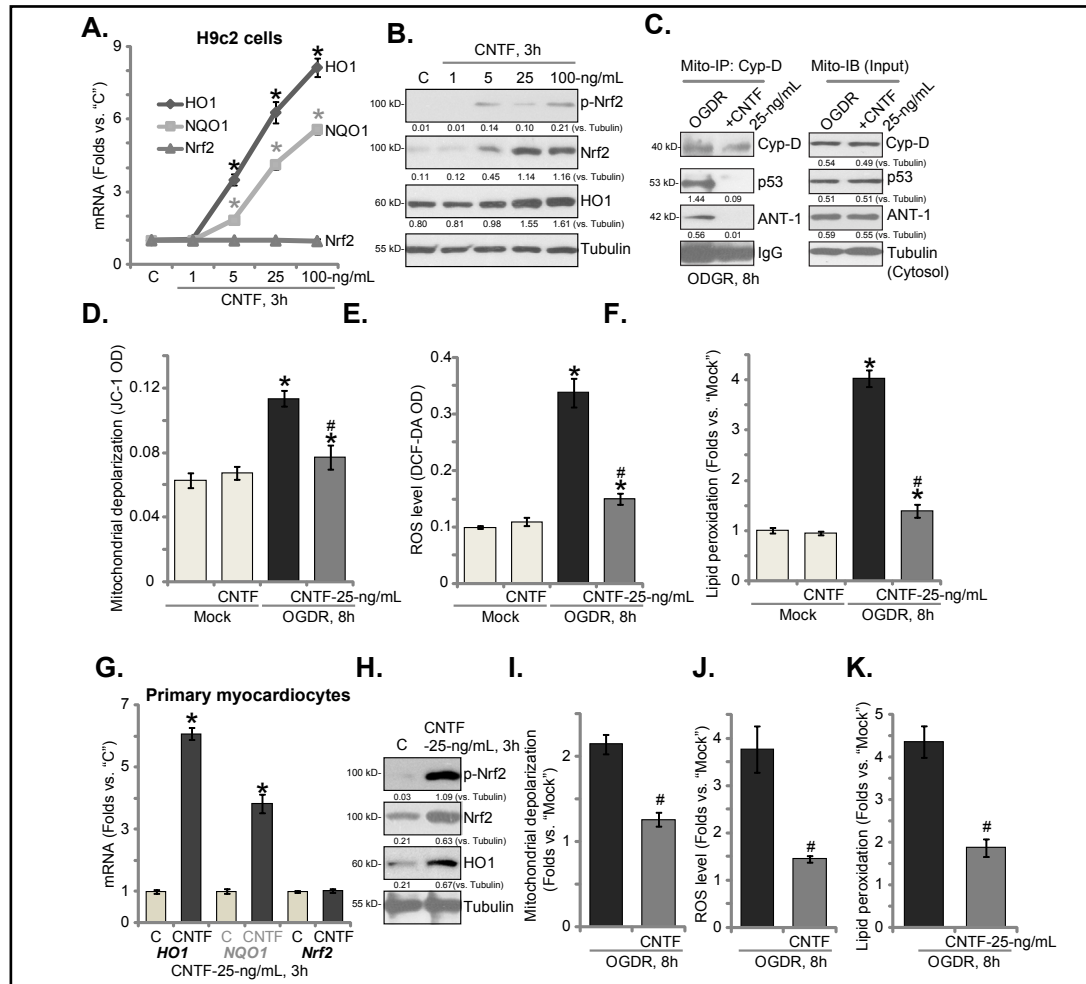 A.
H9c2 cells
mRNA (Folds vs. “C”)
9
6
3
0
HO1
NQO1
Nrf2
*
*
*
*
*
*
HO1
NQO1
Nrf2
C 1 5 25 100-ng/mL
CNTF, 3h
B.
CNTF, 3h
C 1 5 25 100-ng/mL
100 kD- p-Nrf2
0.01 0.01 0.14 0.10 0.21 (vs. Tubulin)
100 kD- Nrf2
0.11 0.12 0.45 1.14 1.16 (vs. Tubulin)
60 kD- HO1
0.80 0.81 0.98 1.55 1.61 (vs. Tubulin)
55 kD- Tubulin
C.
Mito-IP: Cyp-D
OGDR
+CNTF
25-ng/mL
40 kD- Cyp-D
53 kD- p53
1.44 0.09
42 kD- ANT-1
0.56 0.01
IgG
ODGR, 8h
Mito-IB (Input)
OGDR
+CNTF
25-ng/mL
Cyp-D
0.54 0.49 (vs. Tubulin)
p53
0.51 0.51 (vs. Tubulin)
ANT-1
0.59 0.55 (vs. Tubulin)
Tubulin
(Cytosol)
D.
Mitochondrial depolarization (JC-1 OD)
0.12
0.08
0.04
0
*
#
*
CNTF CNTF-25-ng/mL
Mock OGDR, 8h
E.
ROS level (DCF-DA OD)
0.4
0.3
0.2
0.1
0
*
#
*
CNTF CNTF-25-ng/mL
Mock OGDR, 8h
F.
Lipid peroxidation (Folds vs. “Mock”)
4
3
2
1
0
*
#
*
CNTF CNTF-25-ng/mL
Mock OGDR, 8h
G.
Primary myocardiocytes
mRNA (Folds vs. “C”)
7
6
4
3
1
0
*
*
C CNTF C CNTF C CNTF
HO1 NQO1 Nrf2
CNTF-25-ng/mL, 3h
H.
CNTF
C -25-ng/mL, 3h
100 kD- p-Nrf2
0.03 1.09 (vs. Tubulin)
100 kD- Nrf2
0.21 0.63 (vs. Tubulin)
60 kD- HO1
0.21 0.67 (vs. Tubulin)
55 kD- Tubulin
I.
Mitochondrial depolarization
(Folds vs. “Mock”)
2
1
0
#
CNTF
OGDR, 8h
J.
ROS level (Folds vs. “Mock”)
4
3
2
1
0
#
CNTF
OGDR, 8h
K.
Lipid peroxidation (Folds vs. “Mock”)
5
4
3
2
1
0
#
CNTF-25-ng/mL
OGDR, 8h